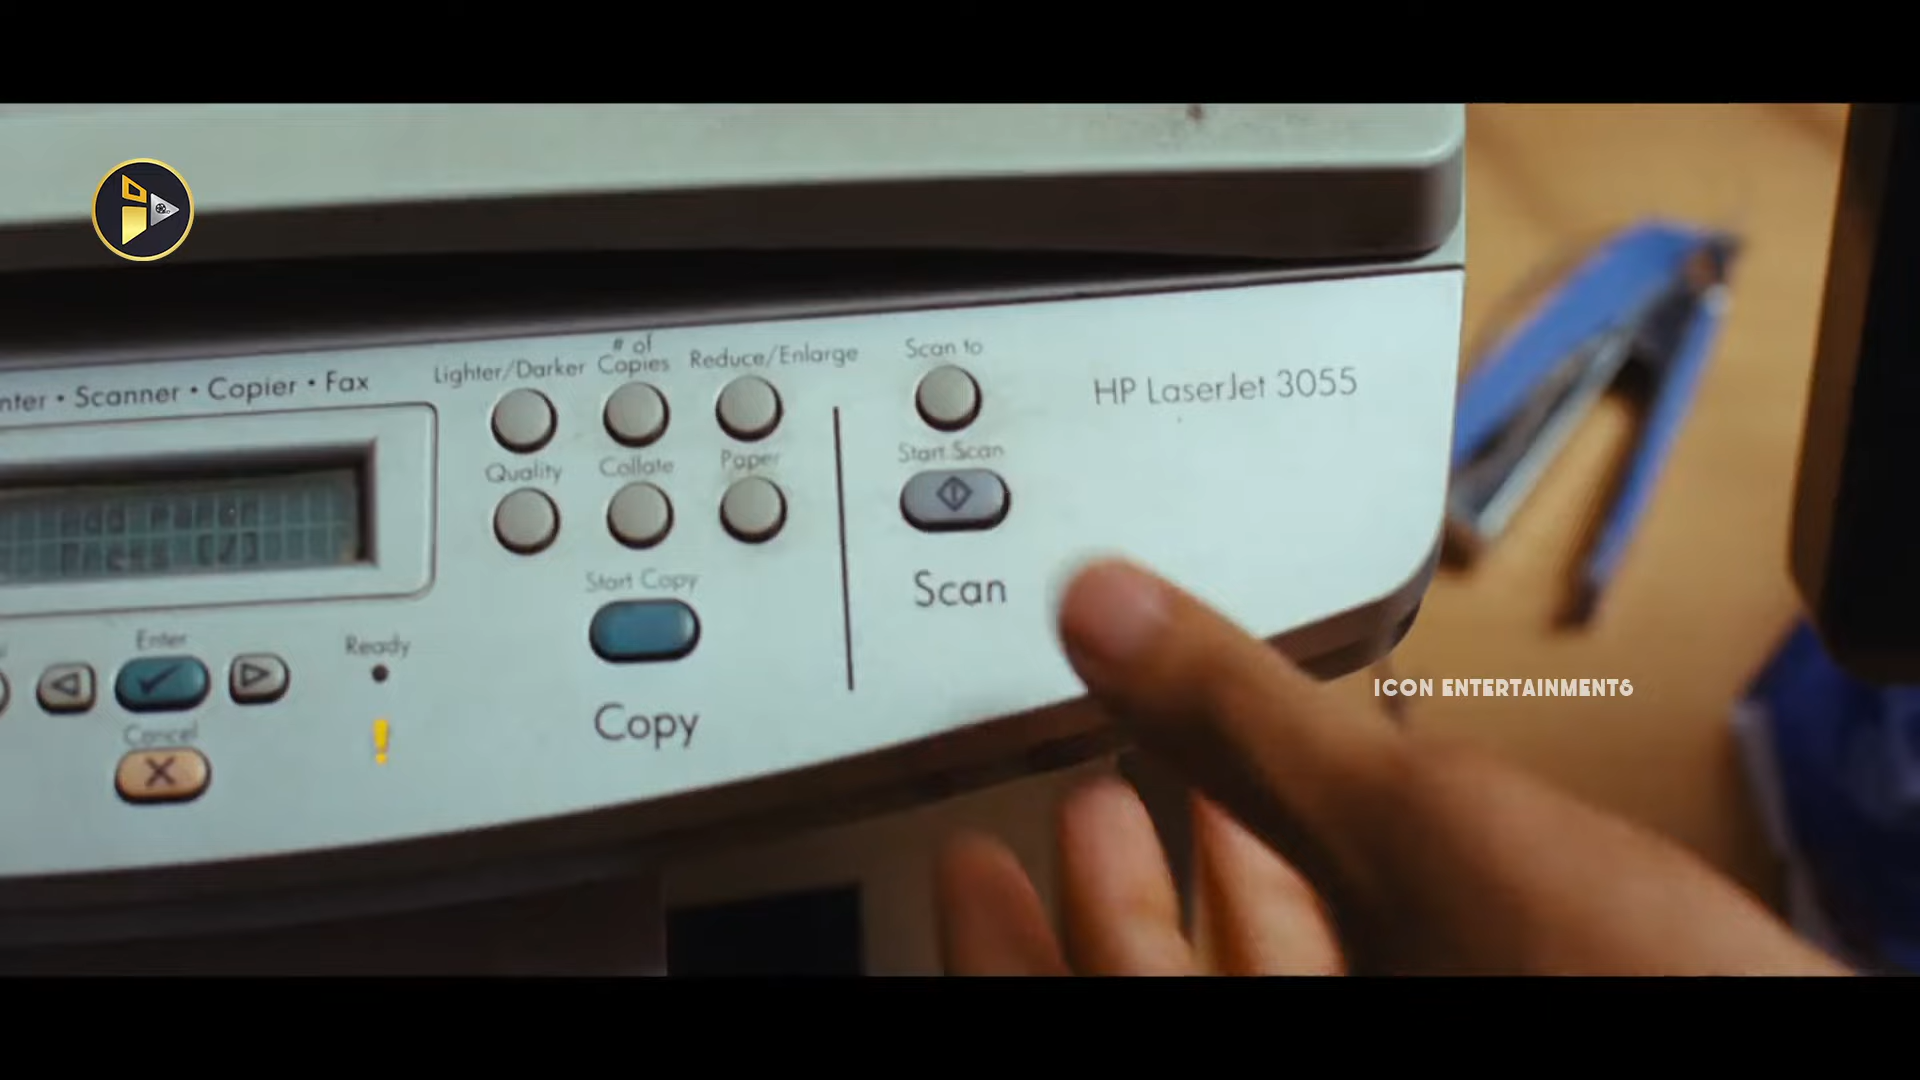 nter • Scanner • Copier • Fax
Lighter/Darker
# of
Copies
Reduce/Enlarge
Scan to
HP LaserJet 3055
Quality
Collate
Paper
Start Scan
Scan
Start Copy
Copy
Enter
Ready
Cancel
ICON ENTERTAINMENTS